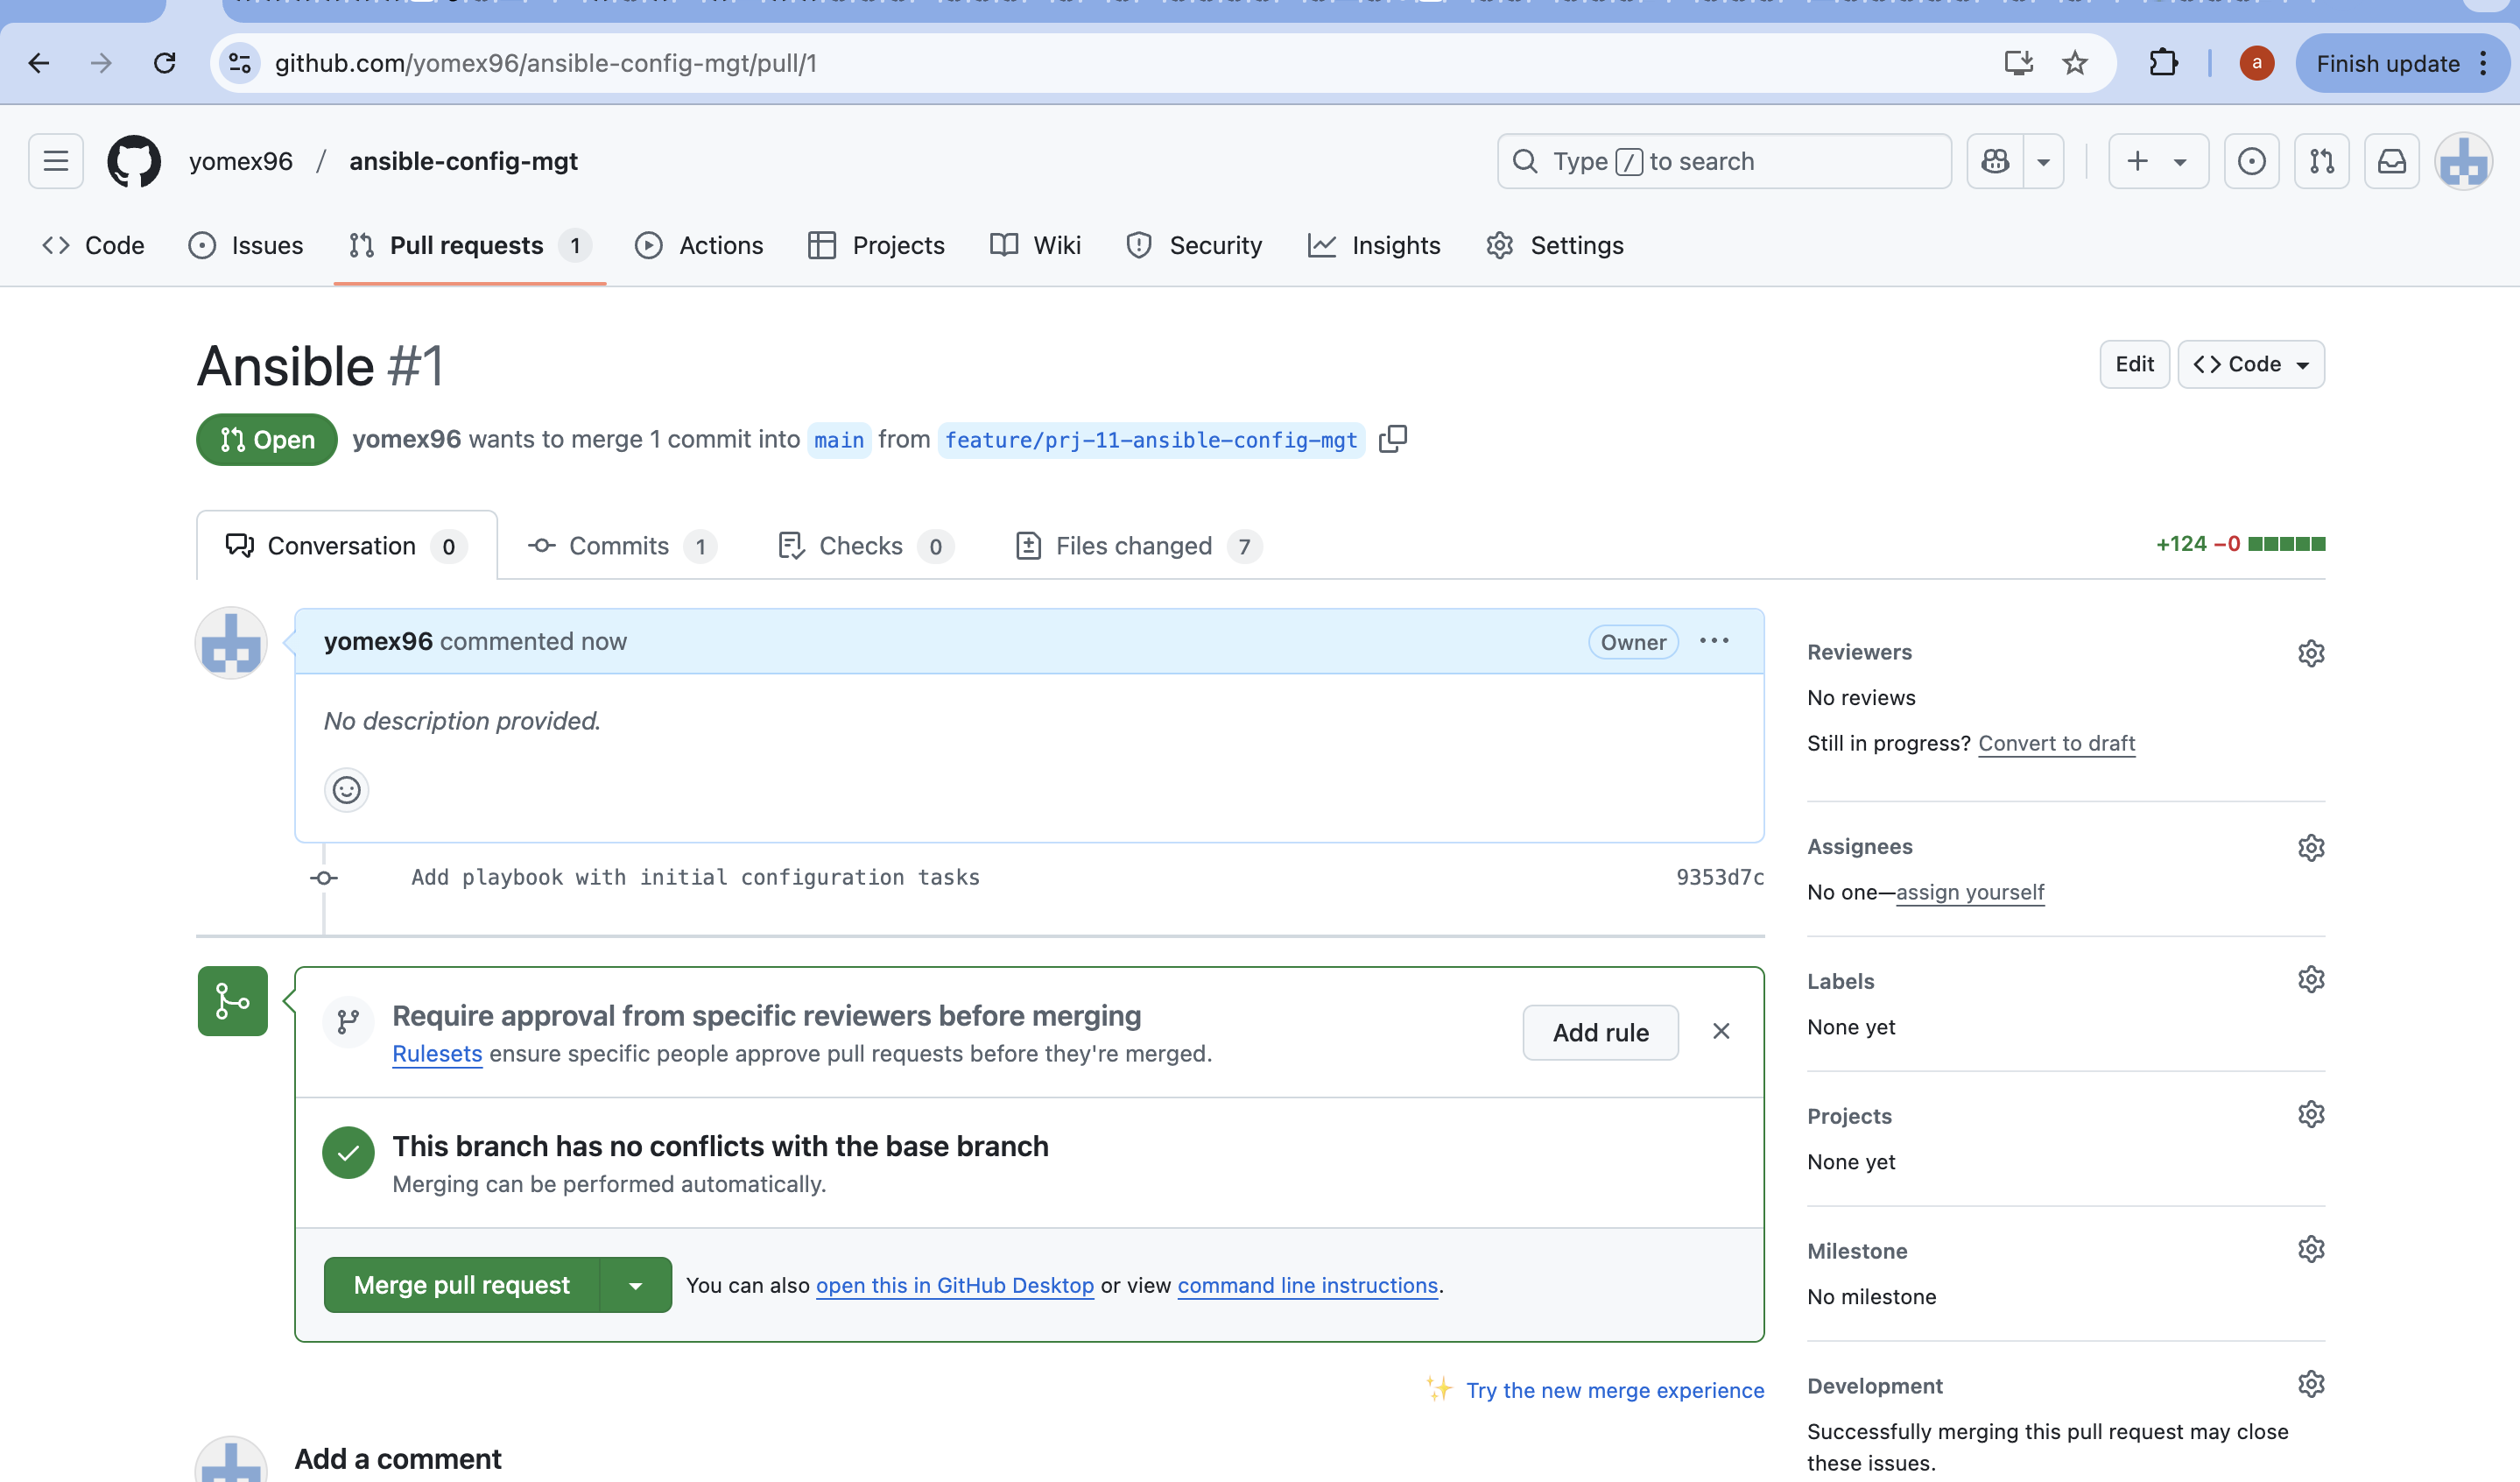 github.com/yomex96/ansible-config-mgt/pull/1
a
Finish update
yomex96 / ansible-config-mgt
Type / to search
Code
Issues
Pull requests 1
Actions
Projects
Wiki
Security
Insights
Settings
Ansible #1
Edit
Code
Open
yomex96 wants to merge 1 commit into main from feature/prj-11-ansible-config-mgt
Conversation 0
Commits 1
Checks 0
Files changed 7
+124 −0
yomex96 commented now
Owner
No description provided.
Add playbook with initial configuration tasks
9353d7c
Require approval from specific reviewers before merging
Rulesets ensure specific people approve pull requests before they're merged.
Add rule
This branch has no conflicts with the base branch
Merging can be performed automatically.
Merge pull request
You can also open this in GitHub Desktop or view command line instructions.
Try the new merge experience
Add a comment
Reviewers
No reviews
Still in progress? Convert to draft
Assignees
No one—assign yourself
Labels
None yet
Projects
None yet
Milestone
No milestone
Development
Successfully merging this pull request may close
these issues.